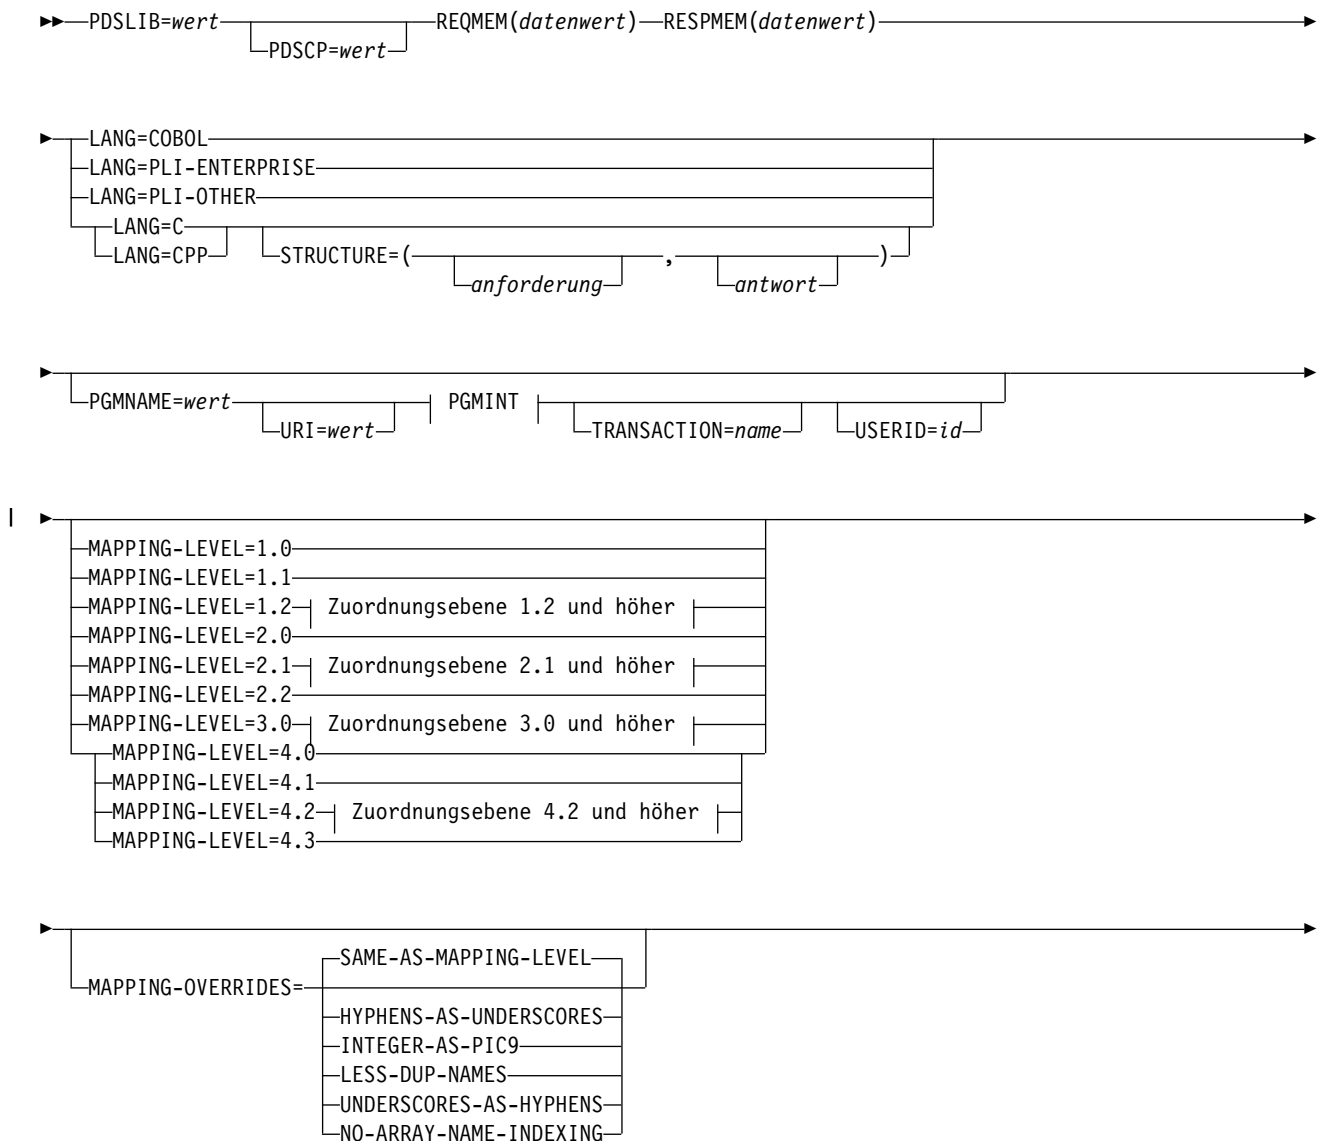 PDSLIB=wert REQMEM(datenwert) RESPMEM(datenwert)
PDSCP=wert
LANG=COBOL
LANG=PLI-ENTERPRISE
LANG=PLI-OTHER
LANG=C
LANG=CPP STRUCTURE=( , )
anforderung antwort
PGMNAME=wert PGMINT
URI=wert TRANSACTION=name USERID=id
MAPPING-LEVEL=1.0
MAPPING-LEVEL=1.1
MAPPING-LEVEL=1.2 Zuordnungsebene 1.2 und höher
MAPPING-LEVEL=2.0
MAPPING-LEVEL=2.1 Zuordnungsebene 2.1 und höher
MAPPING-LEVEL=2.2
MAPPING-LEVEL=3.0 Zuordnungsebene 3.0 und höher
MAPPING-LEVEL=4.0
MAPPING-LEVEL=4.1
MAPPING-LEVEL=4.2 Zuordnungsebene 4.2 und höher
MAPPING-LEVEL=4.3
SAME-AS-MAPPING-LEVEL
MAPPING-OVERRIDES=
HYPHENS-AS-UNDERSCORES
INTEGER-AS-PIC9
LESS-DUP-NAMES
UNDERSCORES-AS-HYPHENS
NO-ARRAY-NAME-INDEXING